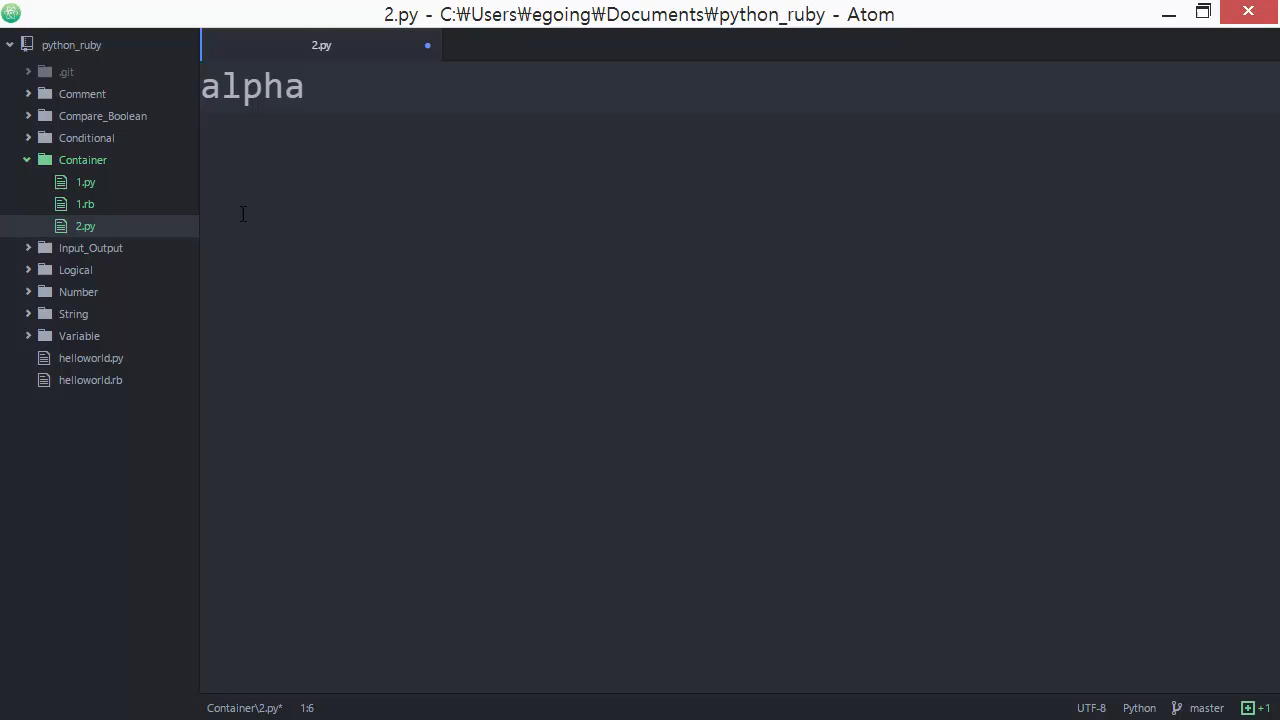 2.py - C:₩Users₩egoing₩Documents₩python_ruby - Atom
python_ruby
.git
Comment
Compare_Boolean
Conditional
Container
1.py
1.rb
2.py
Input_Output
Logical
Number
String
Variable
helloworld.py
helloworld.rb
2.py
alpha
Container\2.py* 1:6
UTF-8 Python master +1